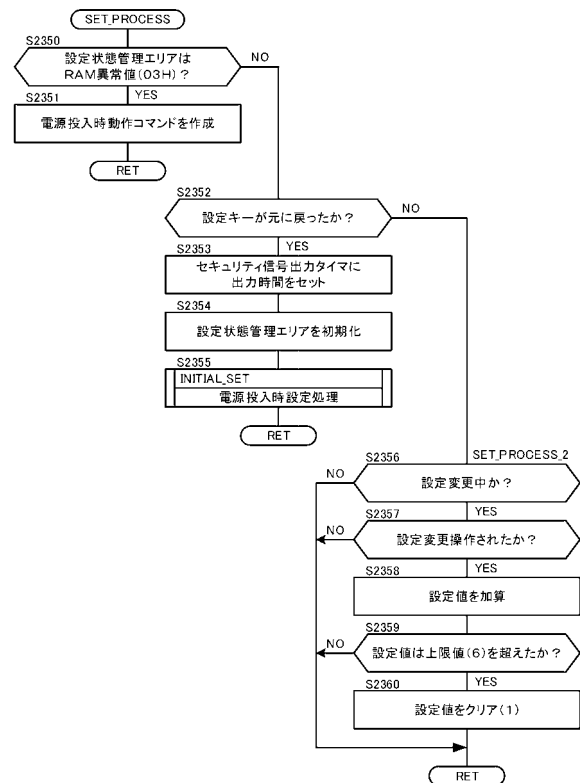 SET_PROCESS
S2350
設定状態管理エリアは
RAM異常値(03H)?
NO
S2351
YES
電源投入時動作コマンドを作成
RET
S2352
設定キーが元に戻ったか?
NO
S2353
YES
セキュリティ信号出力タイマに
出力時間をセット
S2354
設定状態管理エリアを初期化
S2355
INITIAL_SET
電源投入時設定処理
RET
S2356
SET_PROCESS_2
NO
設定変更中か?
S2357
YES
NO
設定変更操作されたか?
S2358
YES
設定値を加算
S2359
NO
設定値は上限値(6)を超えたか?
S2360
YES
設定値をクリア(1)
RET